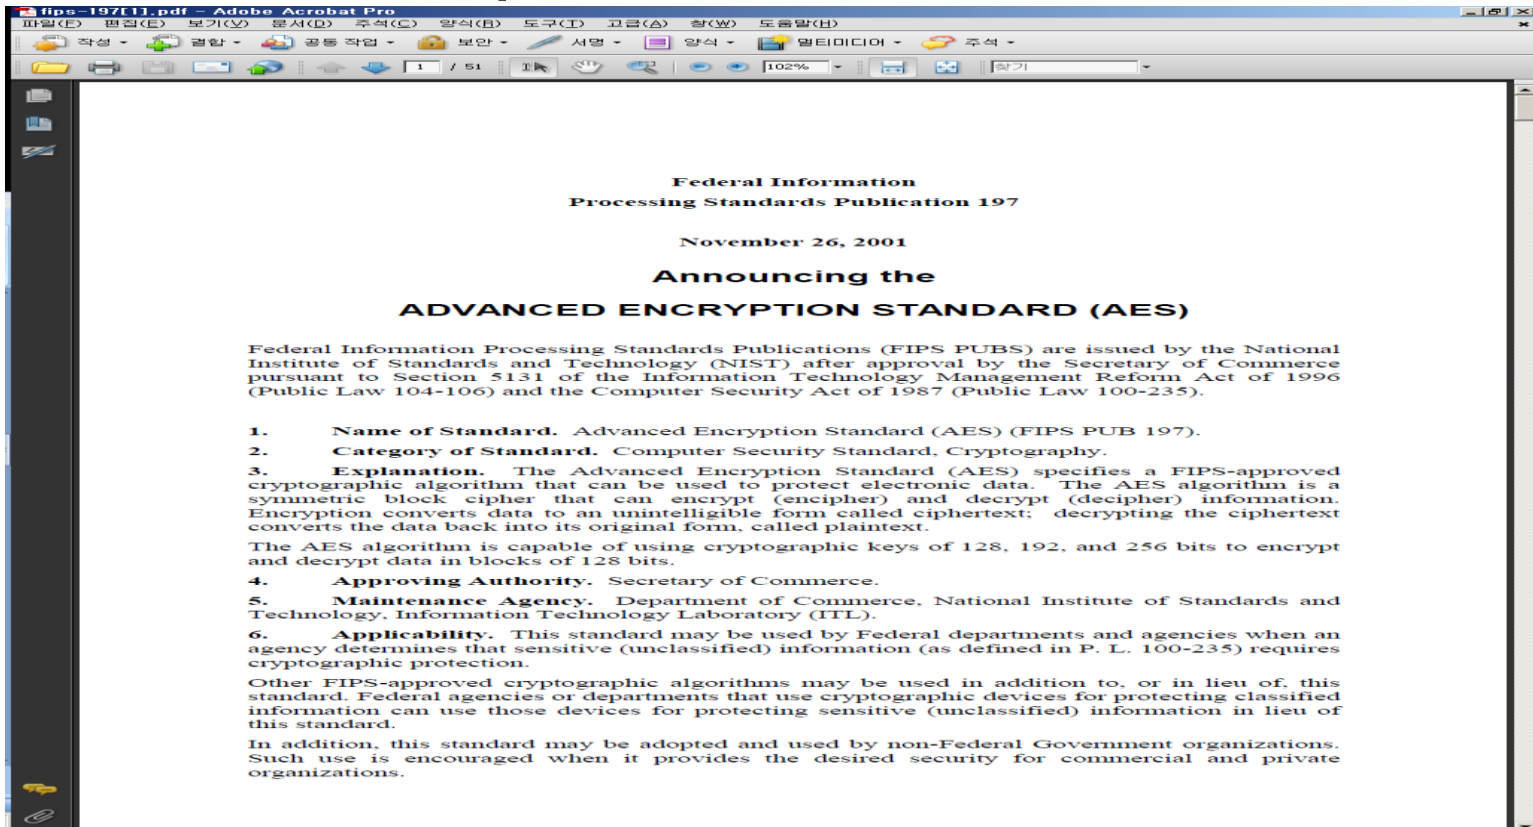 fips-197[1].pdf - Adobe Acrobat Pro
파일(F) 편집(E) 보기(V) 문서(D) 주석(C) 양식(R) 도구(T) 고급(A) 창(W) 도움말(H)
작성 결합 공동 작업 보안 서명 양식 멀티미디어 주석
1 / 51 102% 찾기
Federal Information
Processing Standards Publication 197
November 26, 2001
Announcing the
ADVANCED ENCRYPTION STANDARD (AES)
Federal Information Processing Standards Publications (FIPS PUBS) are issued by the National
Institute of Standards and Technology (NIST) after approval by the Secretary of Commerce
pursuant to Section 5131 of the Information Technology Management Reform Act of 1996
(Public Law 104-106) and the Computer Security Act of 1987 (Public Law 100-235).
1. Name of Standard. Advanced Encryption Standard (AES) (FIPS PUB 197).
2. Category of Standard. Computer Security Standard, Cryptography.
3. Explanation. The Advanced Encryption Standard (AES) specifies a FIPS-approved
cryptographic algorithm that can be used to protect electronic data. The AES algorithm is a
symmetric block cipher that can encrypt (encipher) and decrypt (decipher) information.
Encryption converts data to an unintelligible form called ciphertext; decrypting the ciphertext
converts the data back into its original form, called plaintext.
The AES algorithm is capable of using cryptographic keys of 128, 192, and 256 bits to encrypt
and decrypt data in blocks of 128 bits.
4. Approving Authority. Secretary of Commerce.
5. Maintenance Agency. Department of Commerce, National Institute of Standards and
Technology, Information Technology Laboratory (ITL).
6. Applicability. This standard may be used by Federal departments and agencies when an
agency determines that sensitive (unclassified) information (as defined in P. L. 100-235) requires
cryptographic protection.
Other FIPS-approved cryptographic algorithms may be used in addition to, or in lieu of, this
standard. Federal agencies or departments that use cryptographic devices for protecting classified
information can use those devices for protecting sensitive (unclassified) information in lieu of
this standard.
In addition, this standard may be adopted and used by non-Federal Government organizations.
Such use is encouraged when it provides the desired security for commercial and private
organizations.